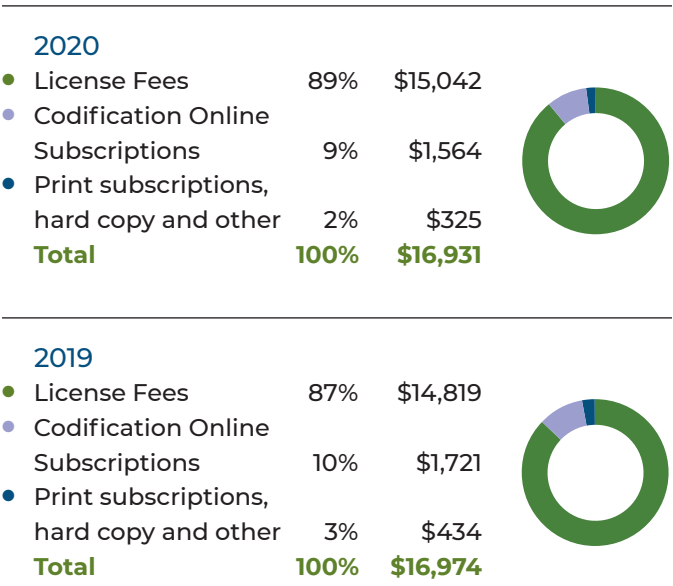 2020
License Fees 89% $15,042
Codification Online
Subscriptions 9% $1,564
Print subscriptions,
hard copy and other 2% $325
Total 100% $16,931
2019
License Fees 87% $14,819
Codification Online
Subscriptions 10% $1,721
Print subscriptions,
hard copy and other 3% $434
Total 100% $16,974